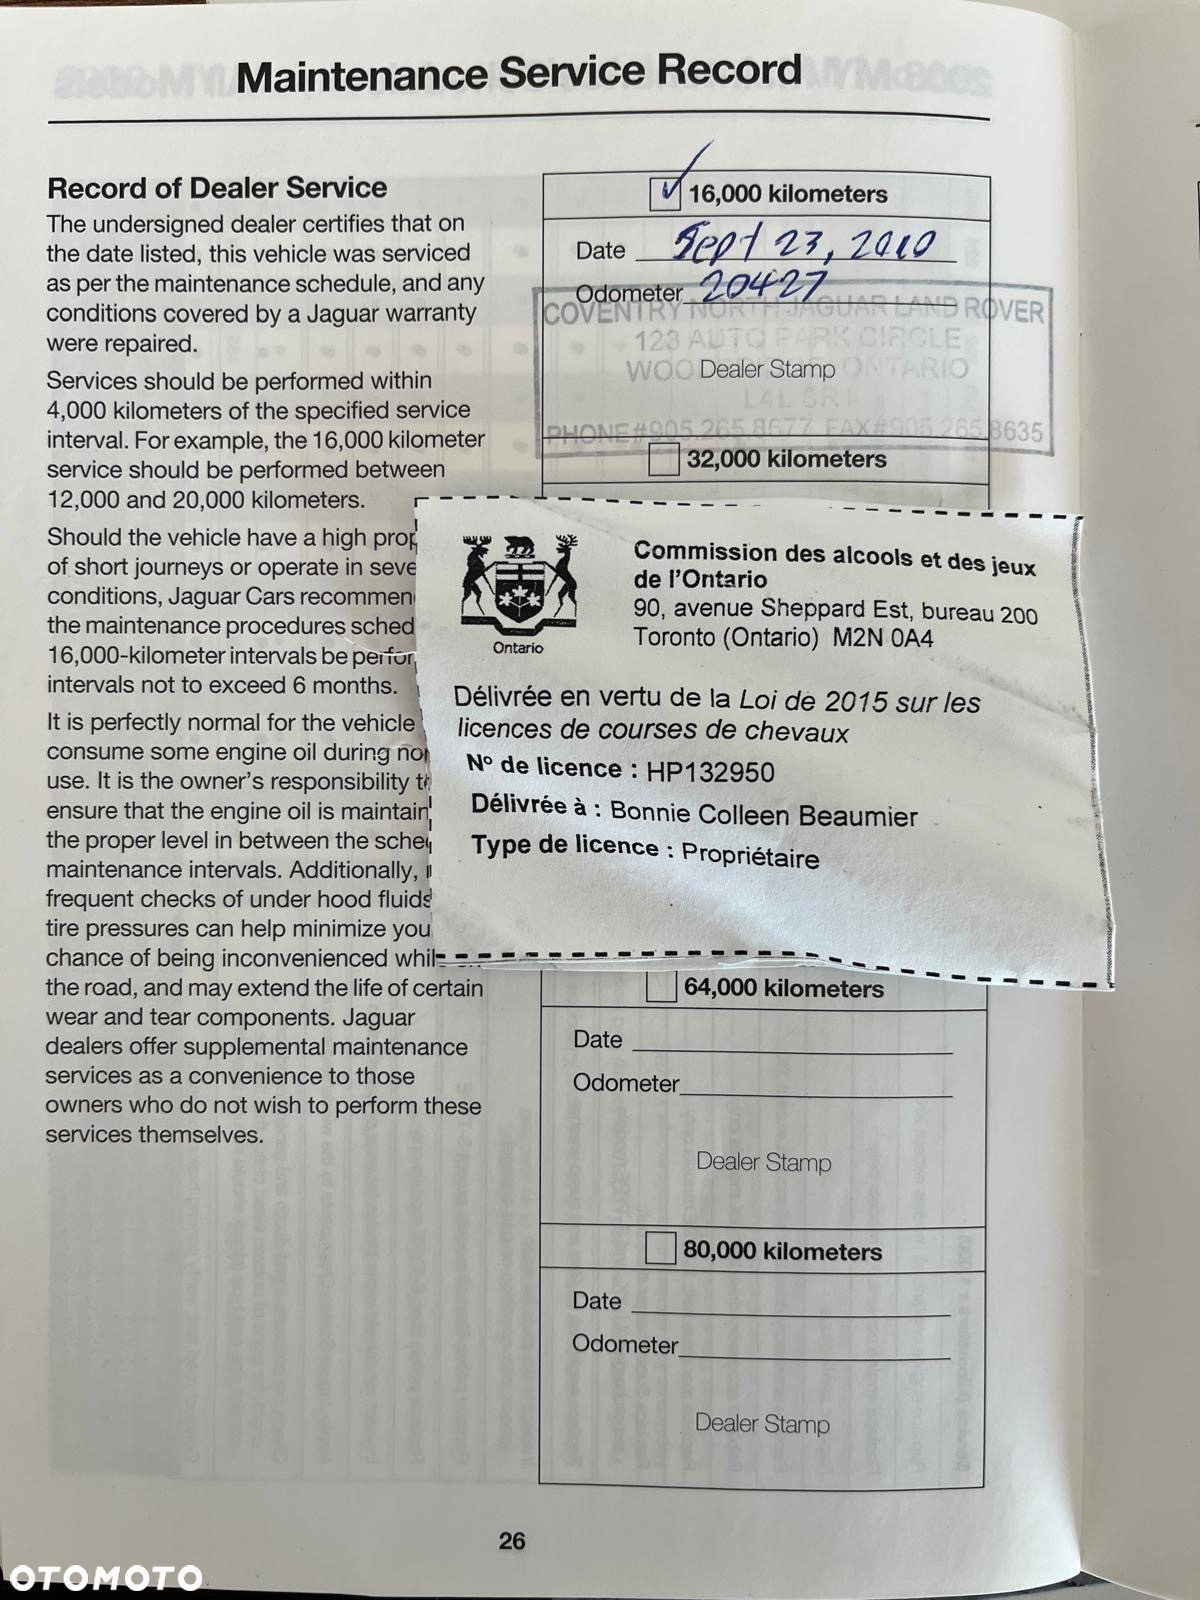 Maintenance Service Record
Record of Dealer Service
The undersigned dealer certifies that on
the date listed, this vehicle was serviced
as per the maintenance schedule, and any
conditions covered by a Jaguar warranty
were repaired.
Services should be performed within
4,000 kilometers of the specified service
interval. For example, the 16,000 kilometer
service should be performed between
12,000 and 20,000 kilometers.
Should the vehicle have a high
of short journeys or operate in
conditions, Jaguar Cars
the maintenance procedures
16,000-kilometer intervals be
intervals not to exceed 6 months.
It is perfectly normal for the vehicle
consume some engine oil during
use. It is the owner's responsibility
ensure that the engine oil is
the proper level in between the
maintenance intervals. Additionally,
frequent checks of under hood fluids
tire pressures can help minimize
chance of being inconvenienced
the road, and may extend the life of certain
wear and tear components. Jaguar
dealers offer supplemental maintenance
services as a convenience to those
owners who do not wish to perform these
services themselves.
16,000 kilometers
Date Sept 23, 2010
Odometer 20427
COVENTRY NORTH JAGUAR LAND ROVER
123 AUTO PARK CIRCLE
Dealer Stamp
ONTARIO
L4L 8R1
PHONE#905.265.8677 FAX#905.265.8635
32,000 kilometers
Ontario
Commission des alcools et des jeux
de l'Ontario
90, avenue Sheppard Est, bureau 200
Toronto (Ontario) M2N 0A4
Délivrée en vertu de la Loi de 2015 sur les
licences de courses de chevaux
Nº de licence : HP132950
Délivrée à : Bonnie Colleen Beaumier
Type de licence : Propriétaire
64,000 kilometers
Date
Odometer
Dealer Stamp
80,000 kilometers
Date
Odometer
Dealer Stamp
26
OTOMOTO